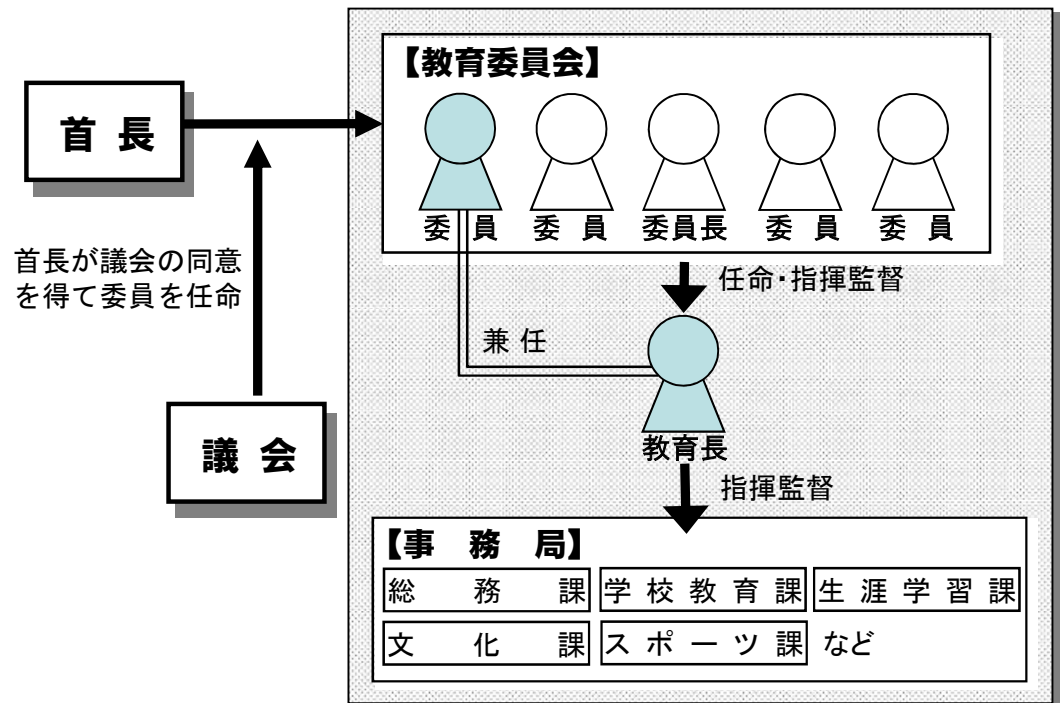 【教育委員会】
首 長
委 員 委 員 委員長 委 員 委 員
首長が議会の同意
を得て委員を任命
任命・指揮監督
兼 任
教育長
議 会
指揮監督
【事 務 局】
総 務 課 学 校 教 育 課 生 涯 学 習 課
文 化 課 ス ポ ー ツ 課 など